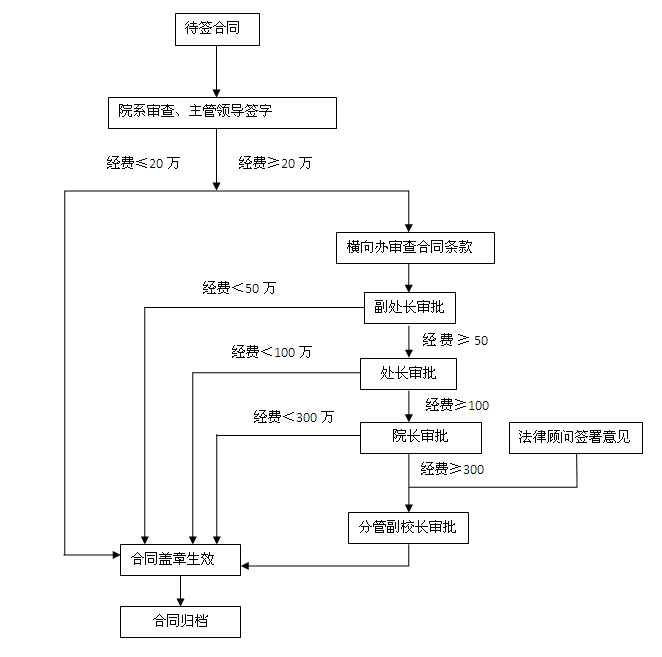 待签合同
院系审查、主管领导签字
经费≤20 万
经费≥20 万
横向办审查合同条款
经费＜50 万
副处长审批
经费≥50
经费＜100 万
处长审批
经费≥100
经费＜300 万
院长审批
法律顾问签署意见
经费≥300
分管副校长审批
合同盖章生效
合同归档